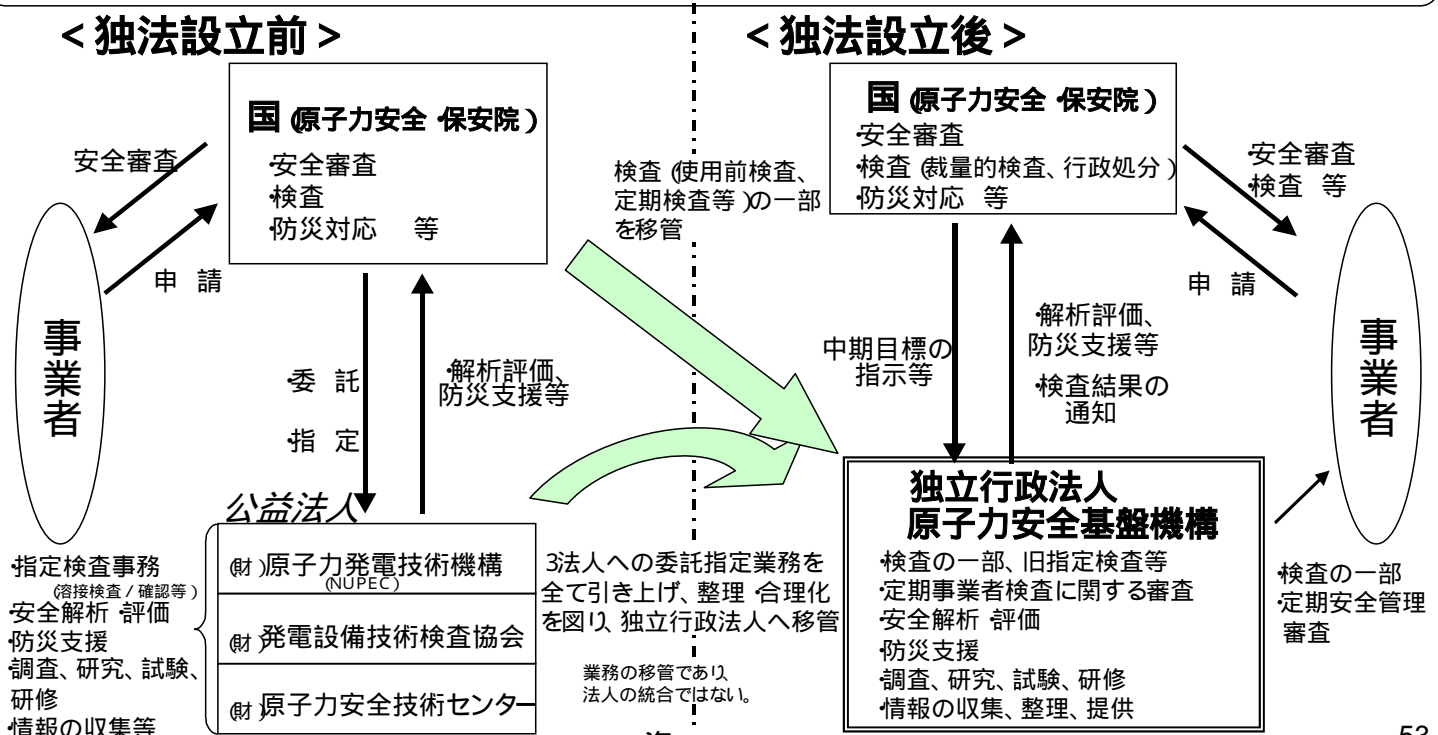 <独法設立前>
国(原子力安全・保安院)
・安全審査
・検査
・防災対応　等
安全審査
申　請
事業者
・委　託
・指　定
・解析評価、
防災支援等
公益法人
(財)原子力発電技術機構
(NUPEC)
(財)発電設備技術検査協会
(財)原子力安全技術センター
・指定検査事務
(溶接検査/確認等)
・安全解析・評価
・防災支援
・調査、研究、試験、
研修
・情報の収集等
検査(使用前検査、
定期検査等)の一部
を移管
3法人への委託指定業務を
全て引き上げ、整理・合理化
を図り、独立行政法人へ移管
業務の移管であり、
法人の統合ではない。
<独法設立後>
国(原子力安全・保安院)
・安全審査
・検査(裁量的検査、行政処分)
・防災対応　等
・安全審査
・検査　等
申　請
事業者
中期目標の
指示等
・解析評価、
防災支援等
・検査結果の
通知
独立行政法人
原子力安全基盤機構
・検査の一部、旧指定検査等
・定期事業者検査に関する審査
・安全解析・評価
・防災支援
・調査、研究、試験、研修
・情報の収集、整理、提供
・検査の一部
・定期安全管理
審査
53